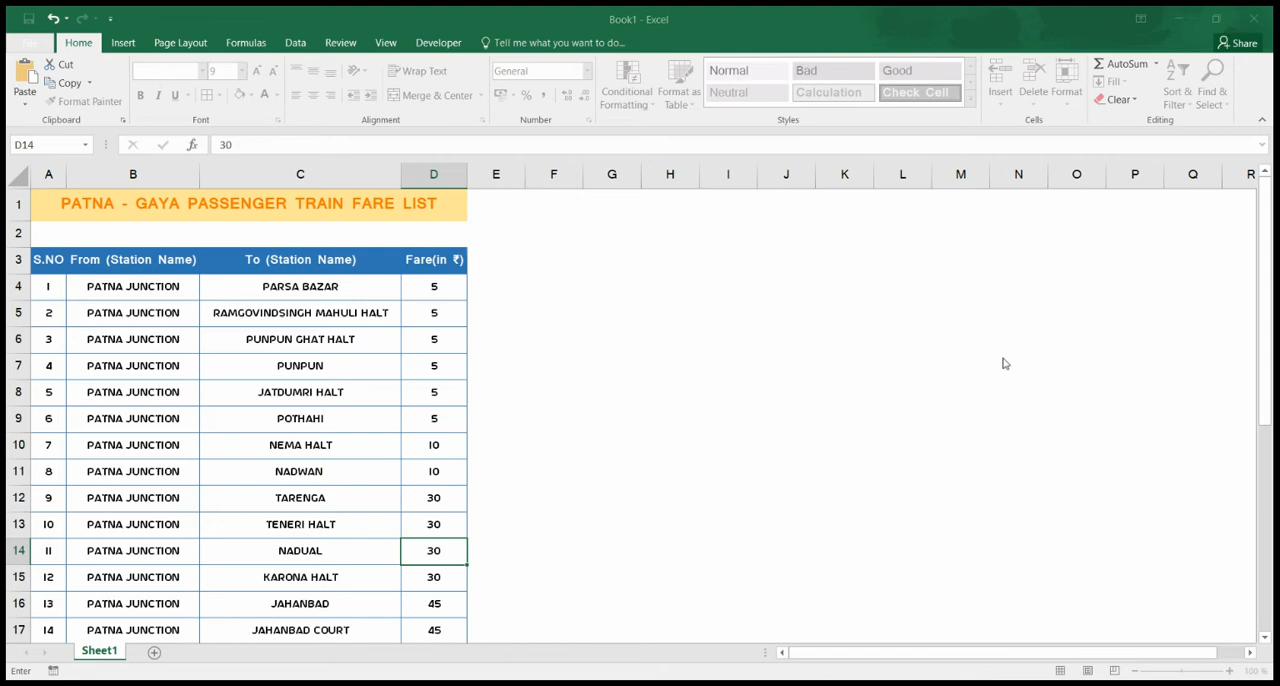 Book1 - Excel
File Home Insert Page Layout Formulas Data Review View Developer Tell me what you want to do... Share
Paste Cut Copy Format Painter Clipboard
9 A A B I U A Font
Wrap Text Merge & Center Alignment
General % , Number
Conditional Formatting Format as Table Normal Bad Good Neutral Calculation Check Cell Styles
Insert Delete Format Cells
AutoSum Fill Clear Sort & Filter Find & Select Editing
D14 fx 30
A B C D E F G H I J K L M N O P Q R
1 PATNA - GAYA PASSENGER TRAIN FARE LIST
2
3 S.NO From (Station Name) To (Station Name) Fare(in ₹)
4 1 PATNA JUNCTION PARSA BAZAR 5
5 2 PATNA JUNCTION RAMGOVINDSINGH MAHULI HALT 5
6 3 PATNA JUNCTION PUNPUN GHAT HALT 5
7 4 PATNA JUNCTION PUNPUN 5
8 5 PATNA JUNCTION JATDUMRI HALT 5
9 6 PATNA JUNCTION POTHAHI 5
10 7 PATNA JUNCTION NEMA HALT 10
11 8 PATNA JUNCTION NADWAN 10
12 9 PATNA JUNCTION TARENGA 30
13 10 PATNA JUNCTION TENERI HALT 30
14 11 PATNA JUNCTION NADUAL 30
15 12 PATNA JUNCTION KARONA HALT 30
16 13 PATNA JUNCTION JAHANBAD 45
17 14 PATNA JUNCTION JAHANBAD COURT 45
Sheet1
Enter 100 %